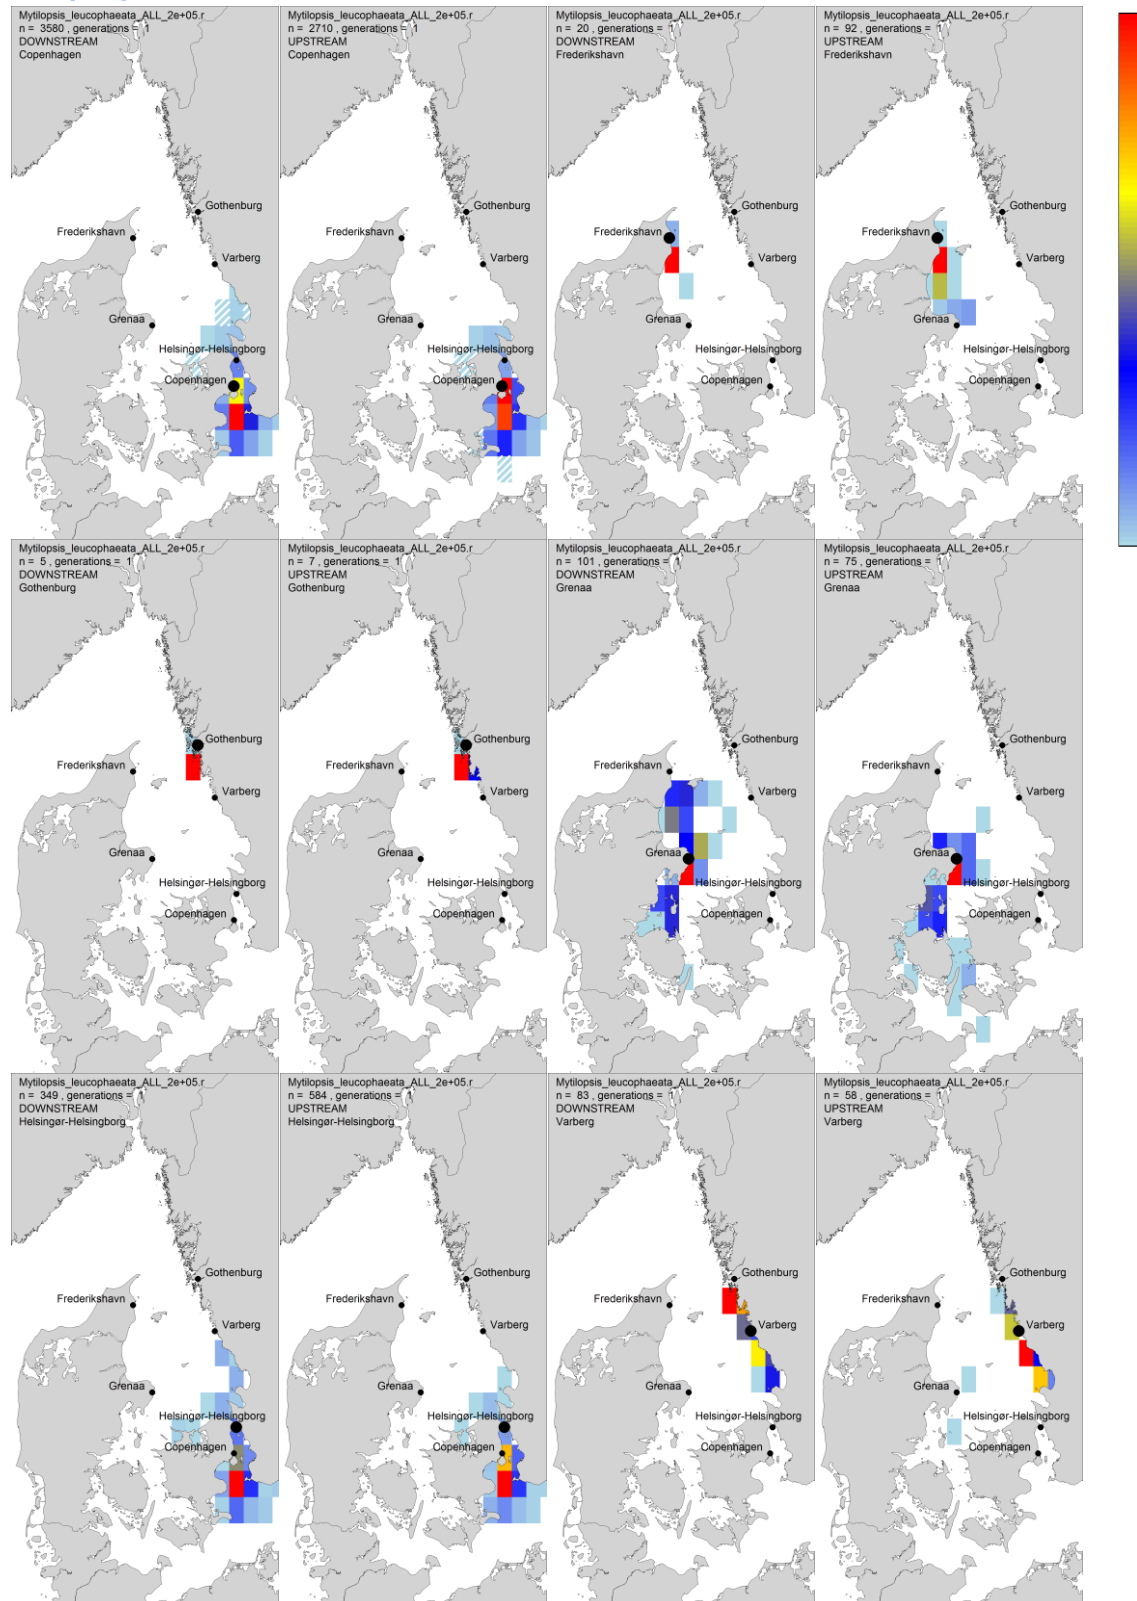 Mytilopsis_leucophaeata_ALL_2e+05.r
n = 3580 , generations = 1
DOWNSTREAM
Copenhagen
Gothenburg
Frederikshavn
Varberg
Grenaa
Helsingør-Helsingborg
Copenhagen
Mytilopsis_leucophaeata_ALL_2e+05.r
n = 2710 , generations = 1
UPSTREAM
Copenhagen
Gothenburg
Frederikshavn
Varberg
Grenaa
Helsingør-Helsingborg
Copenhagen
Mytilopsis_leucophaeata_ALL_2e+05.r
n = 20 , generations = 1
DOWNSTREAM
Frederikshavn
Gothenburg
Frederikshavn
Varberg
Grenaa
Helsingør-Helsingborg
Copenhagen
Mytilopsis_leucophaeata_ALL_2e+05.r
n = 92 , generations = 1
UPSTREAM
Frederikshavn
Gothenburg
Frederikshavn
Varberg
Grenaa
Helsingør-Helsingborg
Copenhagen
Mytilopsis_leucophaeata_ALL_2e+05.r
n = 5 , generations = 1
DOWNSTREAM
Gothenburg
Gothenburg
Frederikshavn
Varberg
Grenaa
Helsingør-Helsingborg
Copenhagen
Mytilopsis_leucophaeata_ALL_2e+05.r
n = 7 , generations = 1
UPSTREAM
Gothenburg
Gothenburg
Frederikshavn
Varberg
Grenaa
Helsingør-Helsingborg
Copenhagen
Mytilopsis_leucophaeata_ALL_2e+05.r
n = 101 , generations = 1
DOWNSTREAM
Grenaa
Gothenburg
Frederikshavn
Varberg
Grenaa
Helsingør-Helsingborg
Copenhagen
Mytilopsis_leucophaeata_ALL_2e+05.r
n = 75 , generations = 1
UPSTREAM
Grenaa
Gothenburg
Frederikshavn
Varberg
Grenaa
Helsingør-Helsingborg
Copenhagen
Mytilopsis_leucophaeata_ALL_2e+05.r
n = 349 , generations = 1
DOWNSTREAM
Helsingør-Helsingborg
Gothenburg
Frederikshavn
Varberg
Grenaa
Helsingør-Helsingborg
Copenhagen
Mytilopsis_leucophaeata_ALL_2e+05.r
n = 584 , generations = 1
UPSTREAM
Helsingør-Helsingborg
Gothenburg
Frederikshavn
Varberg
Grenaa
Helsingør-Helsingborg
Copenhagen
Mytilopsis_leucophaeata_ALL_2e+05.r
n = 83 , generations = 1
DOWNSTREAM
Varberg
Gothenburg
Frederikshavn
Varberg
Grenaa
Helsingør-Helsingborg
Copenhagen
Mytilopsis_leucophaeata_ALL_2e+05.r
n = 58 , generations = 1
UPSTREAM
Varberg
Gothenburg
Frederikshavn
Varberg
Grenaa
Helsingør-Helsingborg
Copenhagen